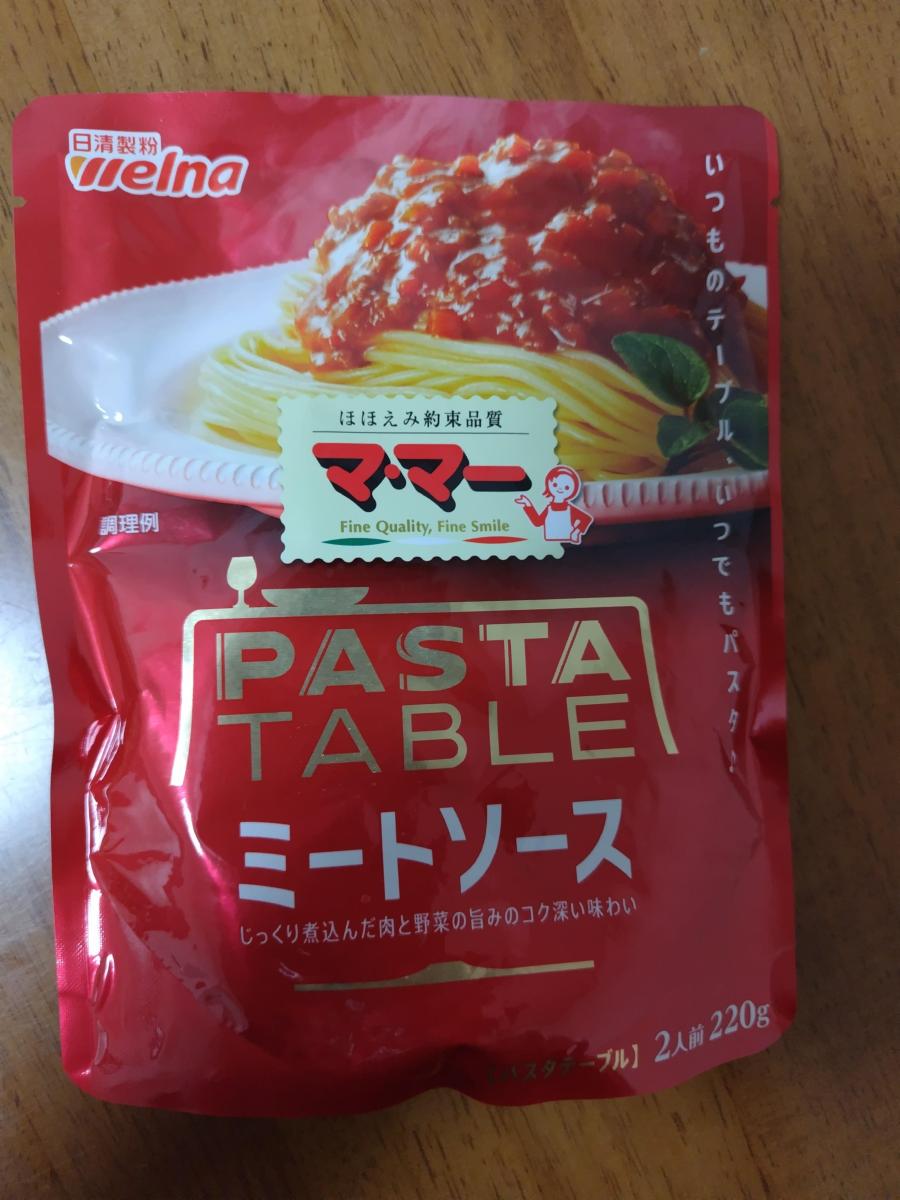 日清製粉
Welna
いつものテーブル、いつでもパスタ!
ほほえみ約束品質
マ・マー
Fine Quality, Fine Smile
調理例
PASTA
TABLE
ミートソース
じっくり煮込んだ肉と野菜の旨みのコク深い味わい
【パスタテーブル】 2人前 220g